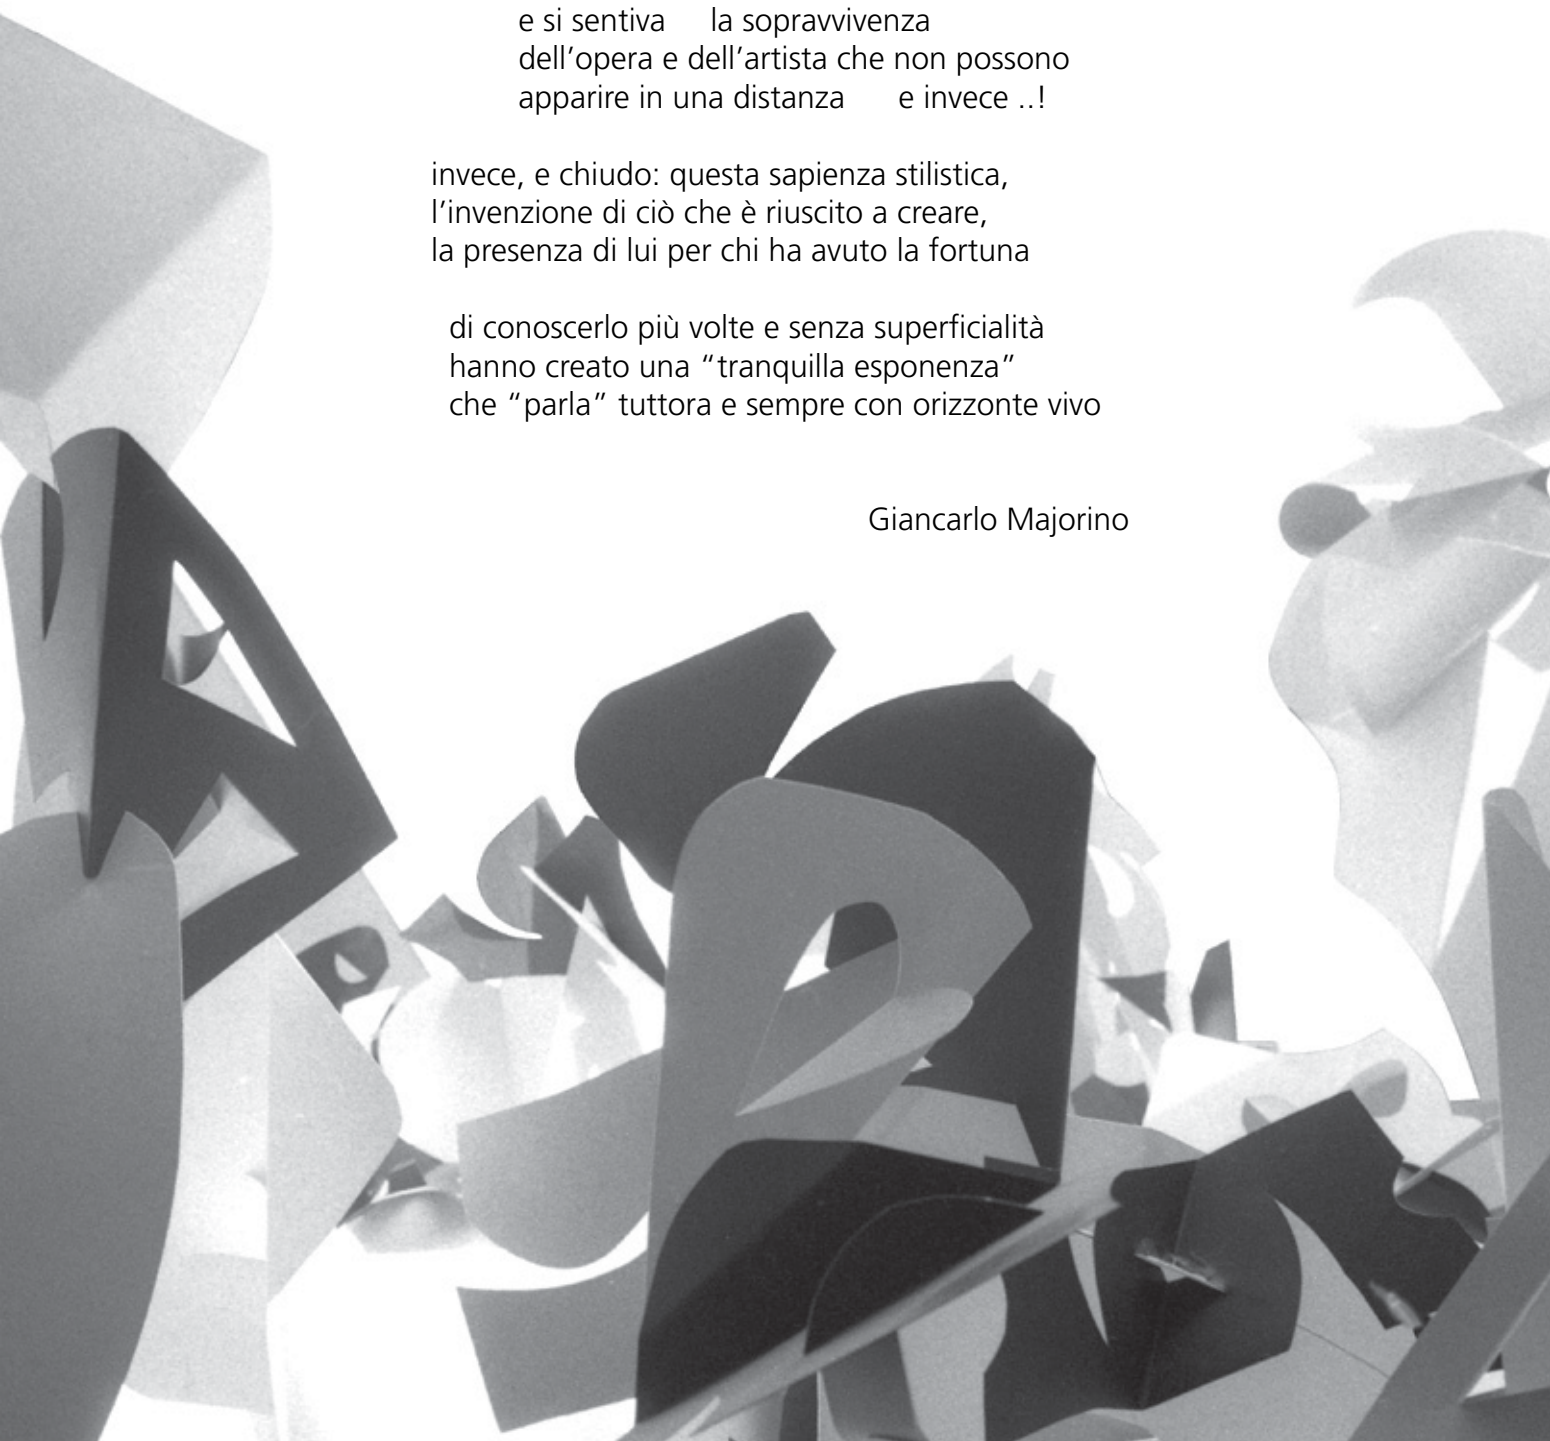 e si sentiva la sopravvivenza
dell’opera e dell’artista che non possono
apparire in una distanza e invece ..!
invece, e chiudo: questa sapienza stilistica,
l’invenzione di ciò che è riuscito a creare,
la presenza di lui per chi ha avuto la fortuna
di conoscerlo più volte e senza superficialità
hanno creato una “tranquilla esponenza”
che “parla” tuttora e sempre con orizzonte vivo
Giancarlo Majorino